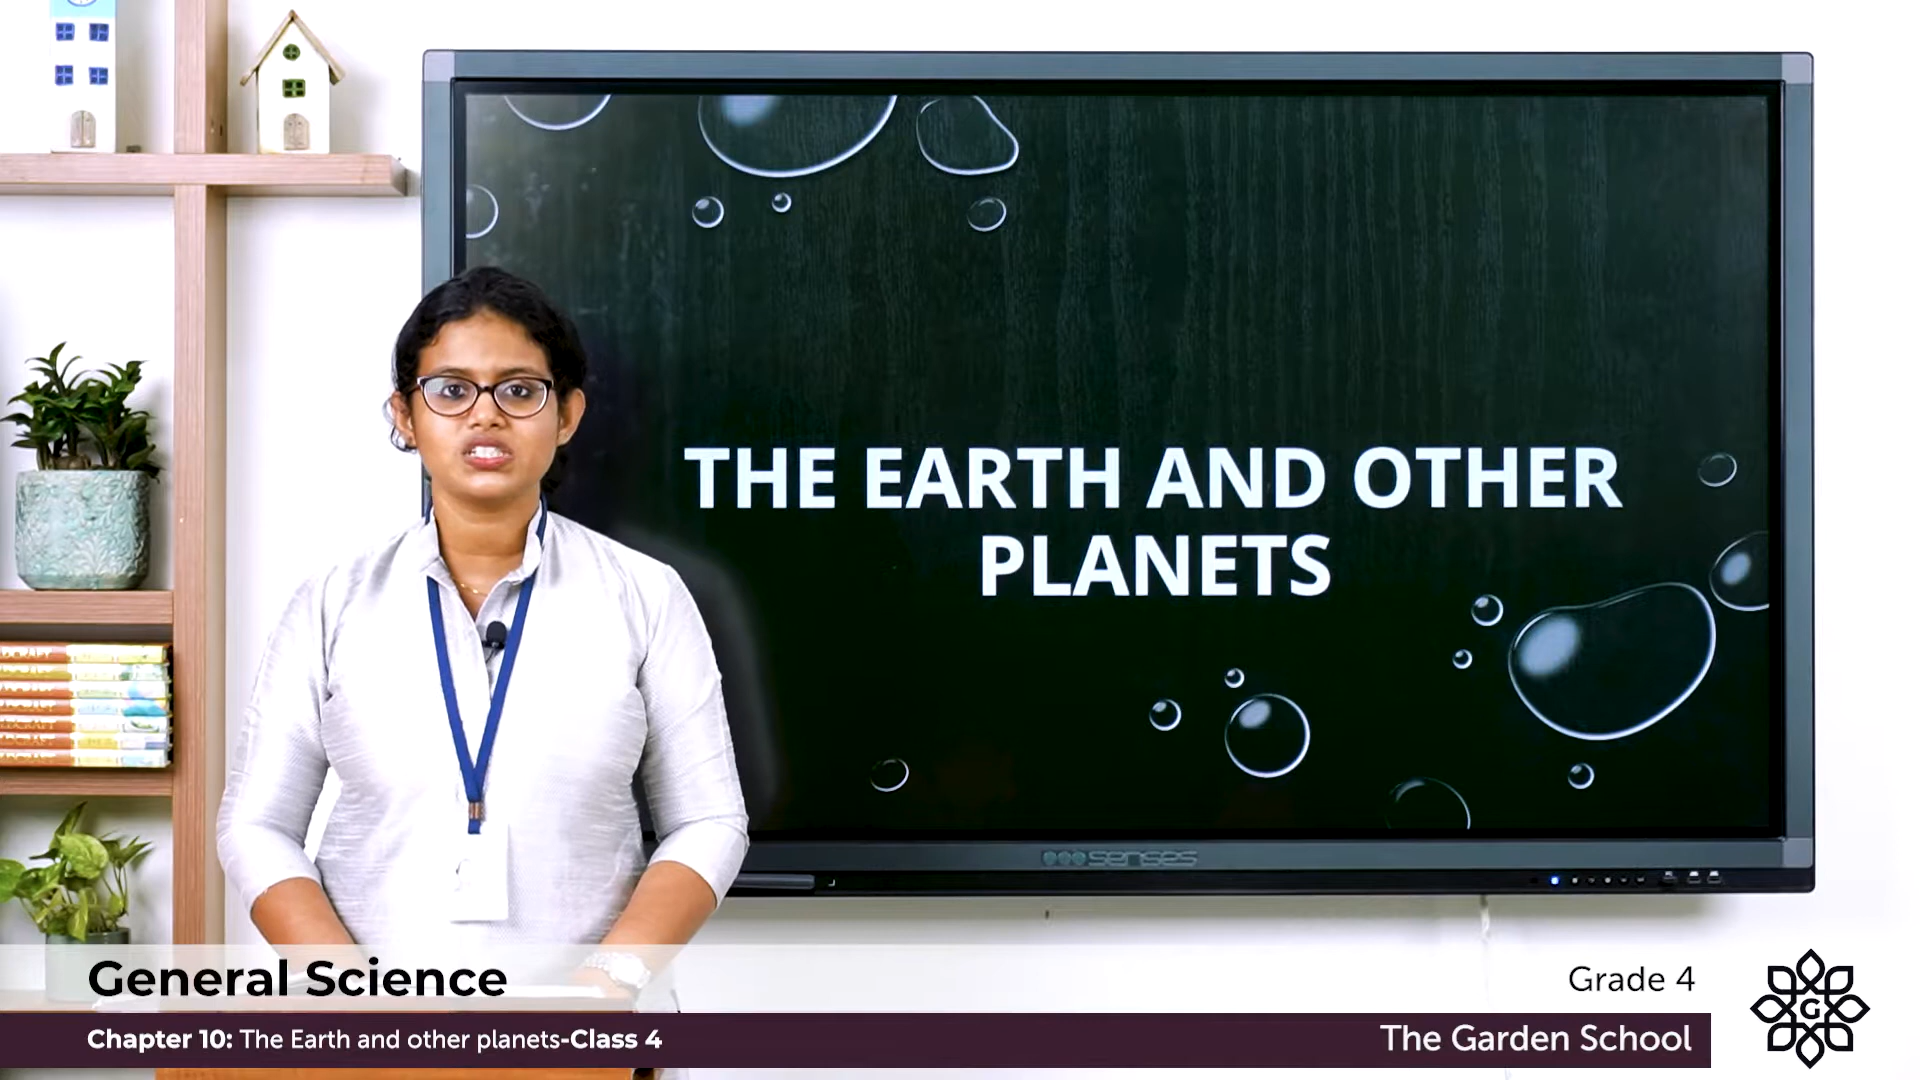 THE EARTH AND OTHER
PLANETS
senses
General Science
Grade 4
Chapter 10: The Earth and other planets-Class 4
The Garden School
G